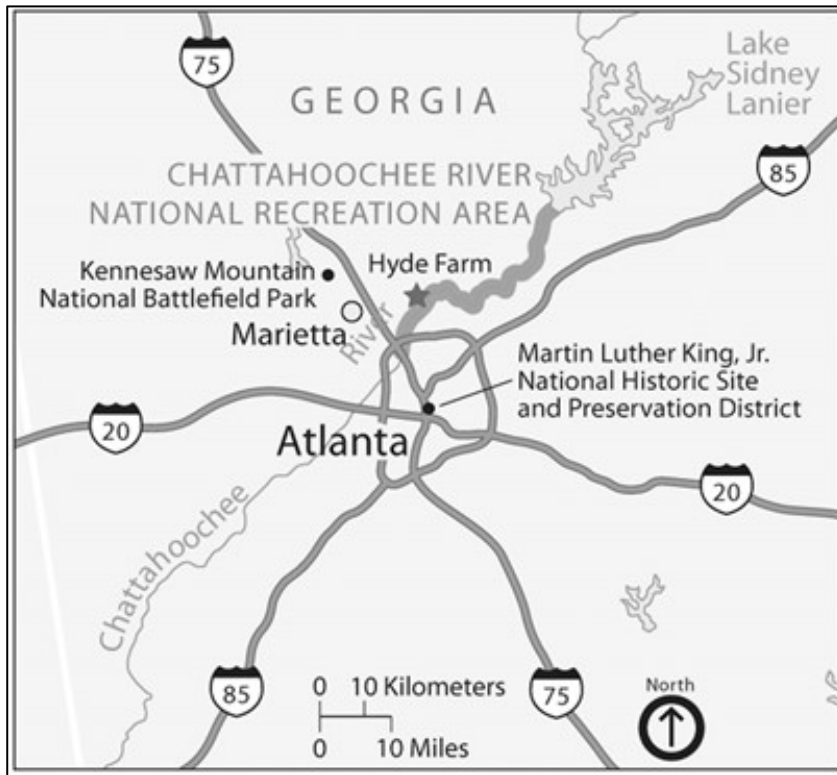 75
Lake
Sidney
Lanier
GEORGIA
85
CHATTAHOOCHEE RIVER
NATIONAL RECREATION AREA
Kennesaw Mountain
National Battlefield Park
Hyde Farm
Marietta
River
Martin Luther King, Jr.
National Historic Site
and Preservation District
20
Atlanta
20
Chattahoochee
85
0 10 Kilometers
0 10 Miles
75
North